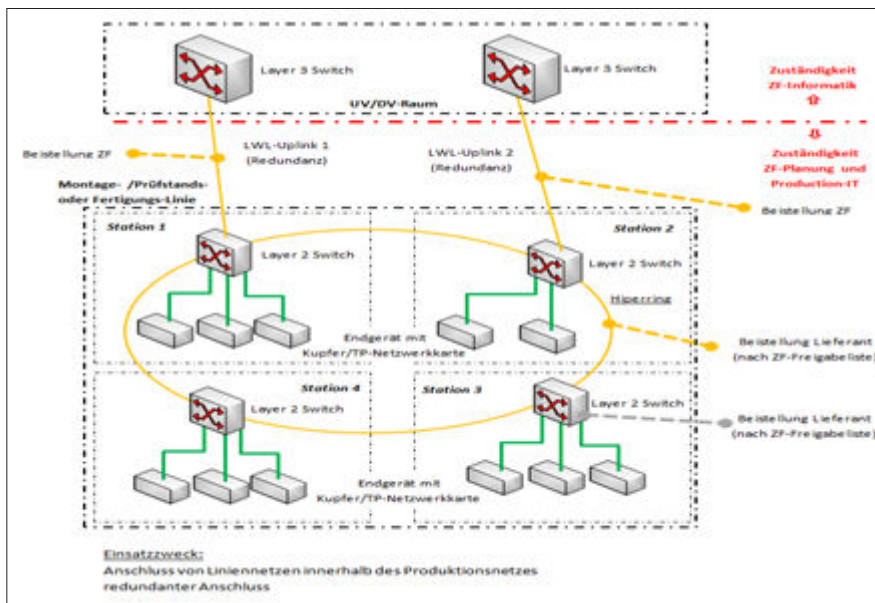 Layer 3 Switch
Layer 3 Switch
UV/DV-Raum
Zuständigkeit
ZF-Informatik
Beistellung ZF
LWL-Uplink 1
(Redundanz)
LWL-Uplink 2
(Redundanz)
Zuständigkeit
ZF-Planung und
Production-IT
Beistellung ZF
Montage- /Prüfstands-
oder Fertigungs-Linie
Station 1
Layer 2 Switch
Station 2
Layer 2 Switch
Hiperring
Endgerät mit
Kupfer/TP-Netzwerkkarte
Beistellung Lieferant
(nach ZF-Freigabeliste)
Station 4
Layer 2 Switch
Station 3
Layer 2 Switch
Beistellung Lieferant
(nach ZF-Freigabeliste)
Endgerät mit
Kupfer/TP-Netzwerkkarte
Einsatzzweck:
Anschluss von Liniennetzen innerhalb des Produktionsnetzes
redundanter Anschluss